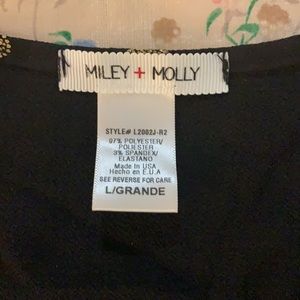 MILEY + MOLLY
STYLE# L2002J-R2
97% POLYESTER/
POLIESTER
3% SPANDEX/
ELASTANO
Made In USA
Hecho en E.U.A
SEE REVERSE FOR CARE
L/GRANDE